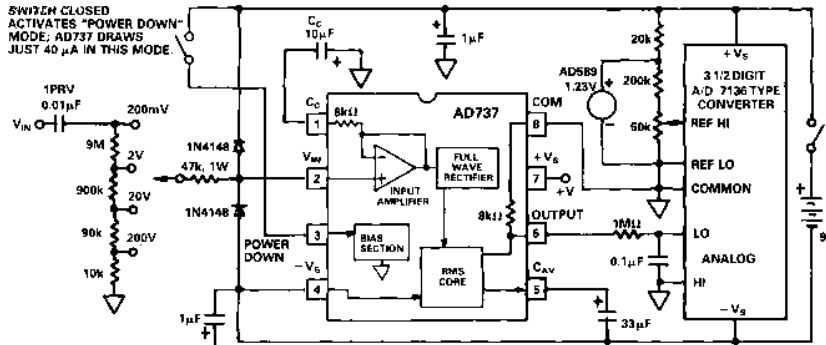 SWITCH CLOSED
ACTIVATES "POWER DOWN"
MODE; AD737 DRAWS
JUST 40 µA IN THIS MODE.
1PRV
0.01µF
VIN
200mV
9M
2V
900k
20V
90k
200V
10k
1N4148
47k, 1W
1N4148
POWER
DOWN
1µF
+
CC
10µF
+
1µF
+
CC
8kΩ
AD737
COM
1
8
VIN
2
INPUT
AMPLIFIER
FULL
WAVE
RECTIFIER
+VS
7
+V
8kΩ
OUTPUT
3
BIAS
SECTION
6
RMS
CORE
−VS
4
CAV
5
+
33µF
1MΩ
0.1µF
20k
AD589
1.23V
+
−
200k
50k
+VS
3 1/2 DIGIT
A/D 7136 TYPE
CONVERTER
REF HI
REF LO
COMMON
LO
ANALOG
HI
−VS
+
9